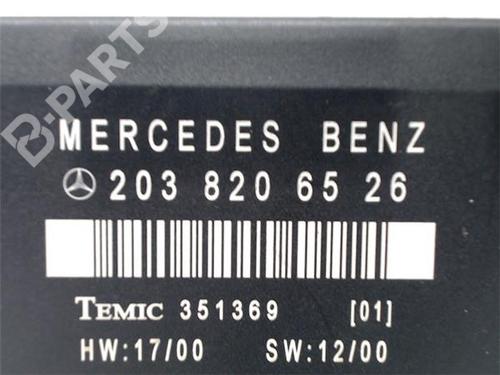 B-PARTS
MERCEDES BENZ
203 820 65 26
TEMIC 351369 [01]
HW:17/00 SW:12/00